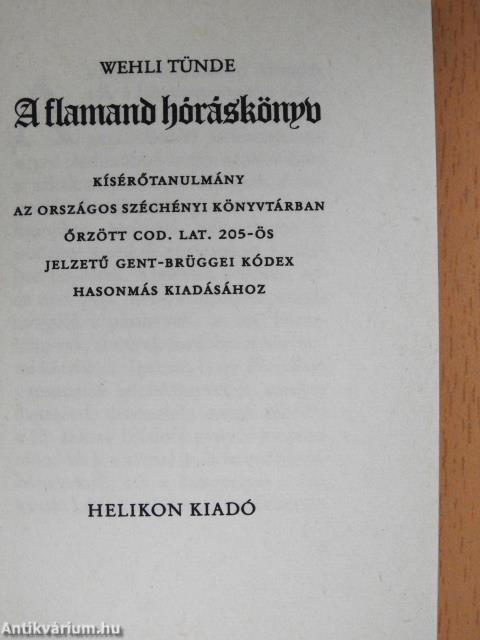 WEHLI TÜNDE
A flamand hóráskönyv
KÍSÉRŐTANULMÁNY
AZ ORSZÁGOS SZÉCHÉNYI KÖNYVTÁRBAN
ŐRZÖTT COD. LAT. 205-ÖS
JELZETŰ GENT-BRÜGGEI KÓDEX
HASONMÁS KIADÁSÁHOZ
HELIKON KIADÓ
Antikvárium.hu